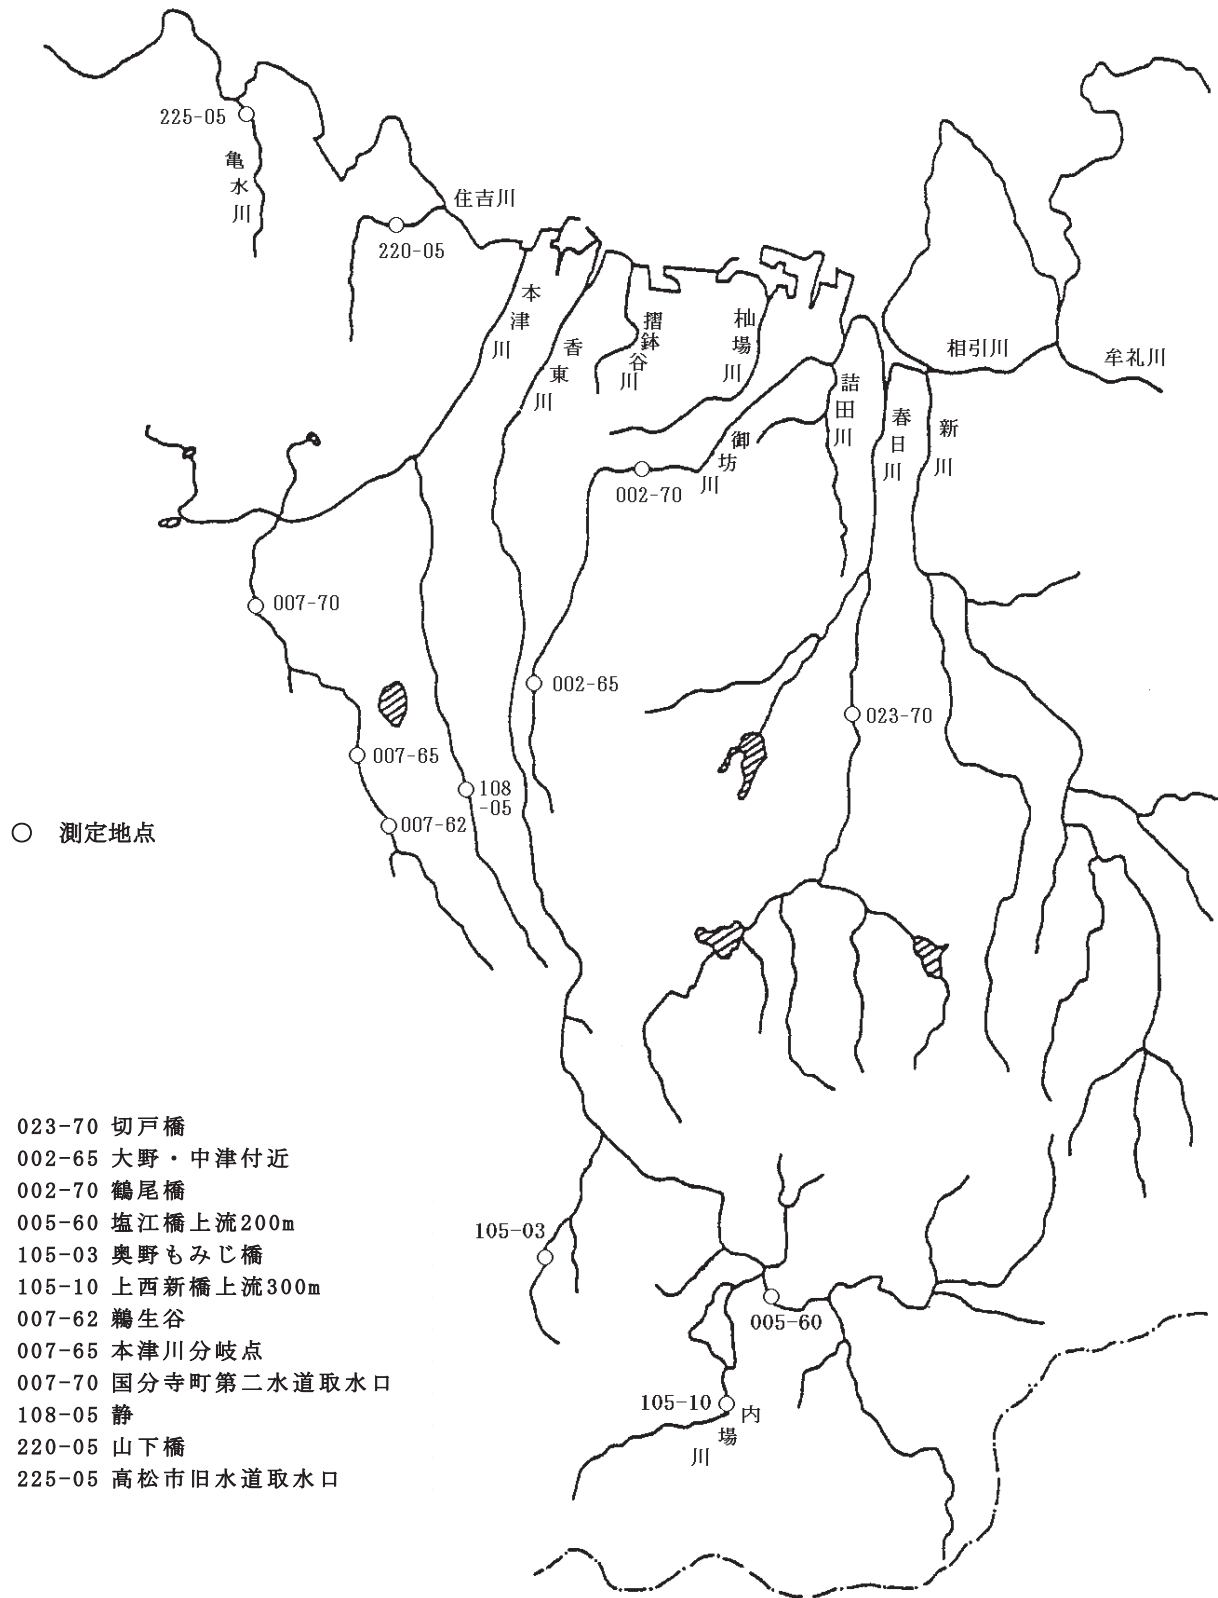 225-05
亀水川
住吉川
220-05
本津川
香東川
摺鉢谷川
杣場川
御坊川
詰田川
春日川
新川
相引川
牟礼川
002-70
007-70
002-65
023-70
007-65
108
-05
007-62
○ 測定地点
023-70 切戸橋
002-65 大野・中津付近
002-70 鶴尾橋
005-60 塩江橋上流200m
105-03 奥野もみじ橋
105-10 上西新橋上流300m
007-62 鵜生谷
007-65 本津川分岐点
007-70 国分寺町第二水道取水口
108-05 静
220-05 山下橋
225-05 高松市旧水道取水口
105-03
005-60
105-10
内場川